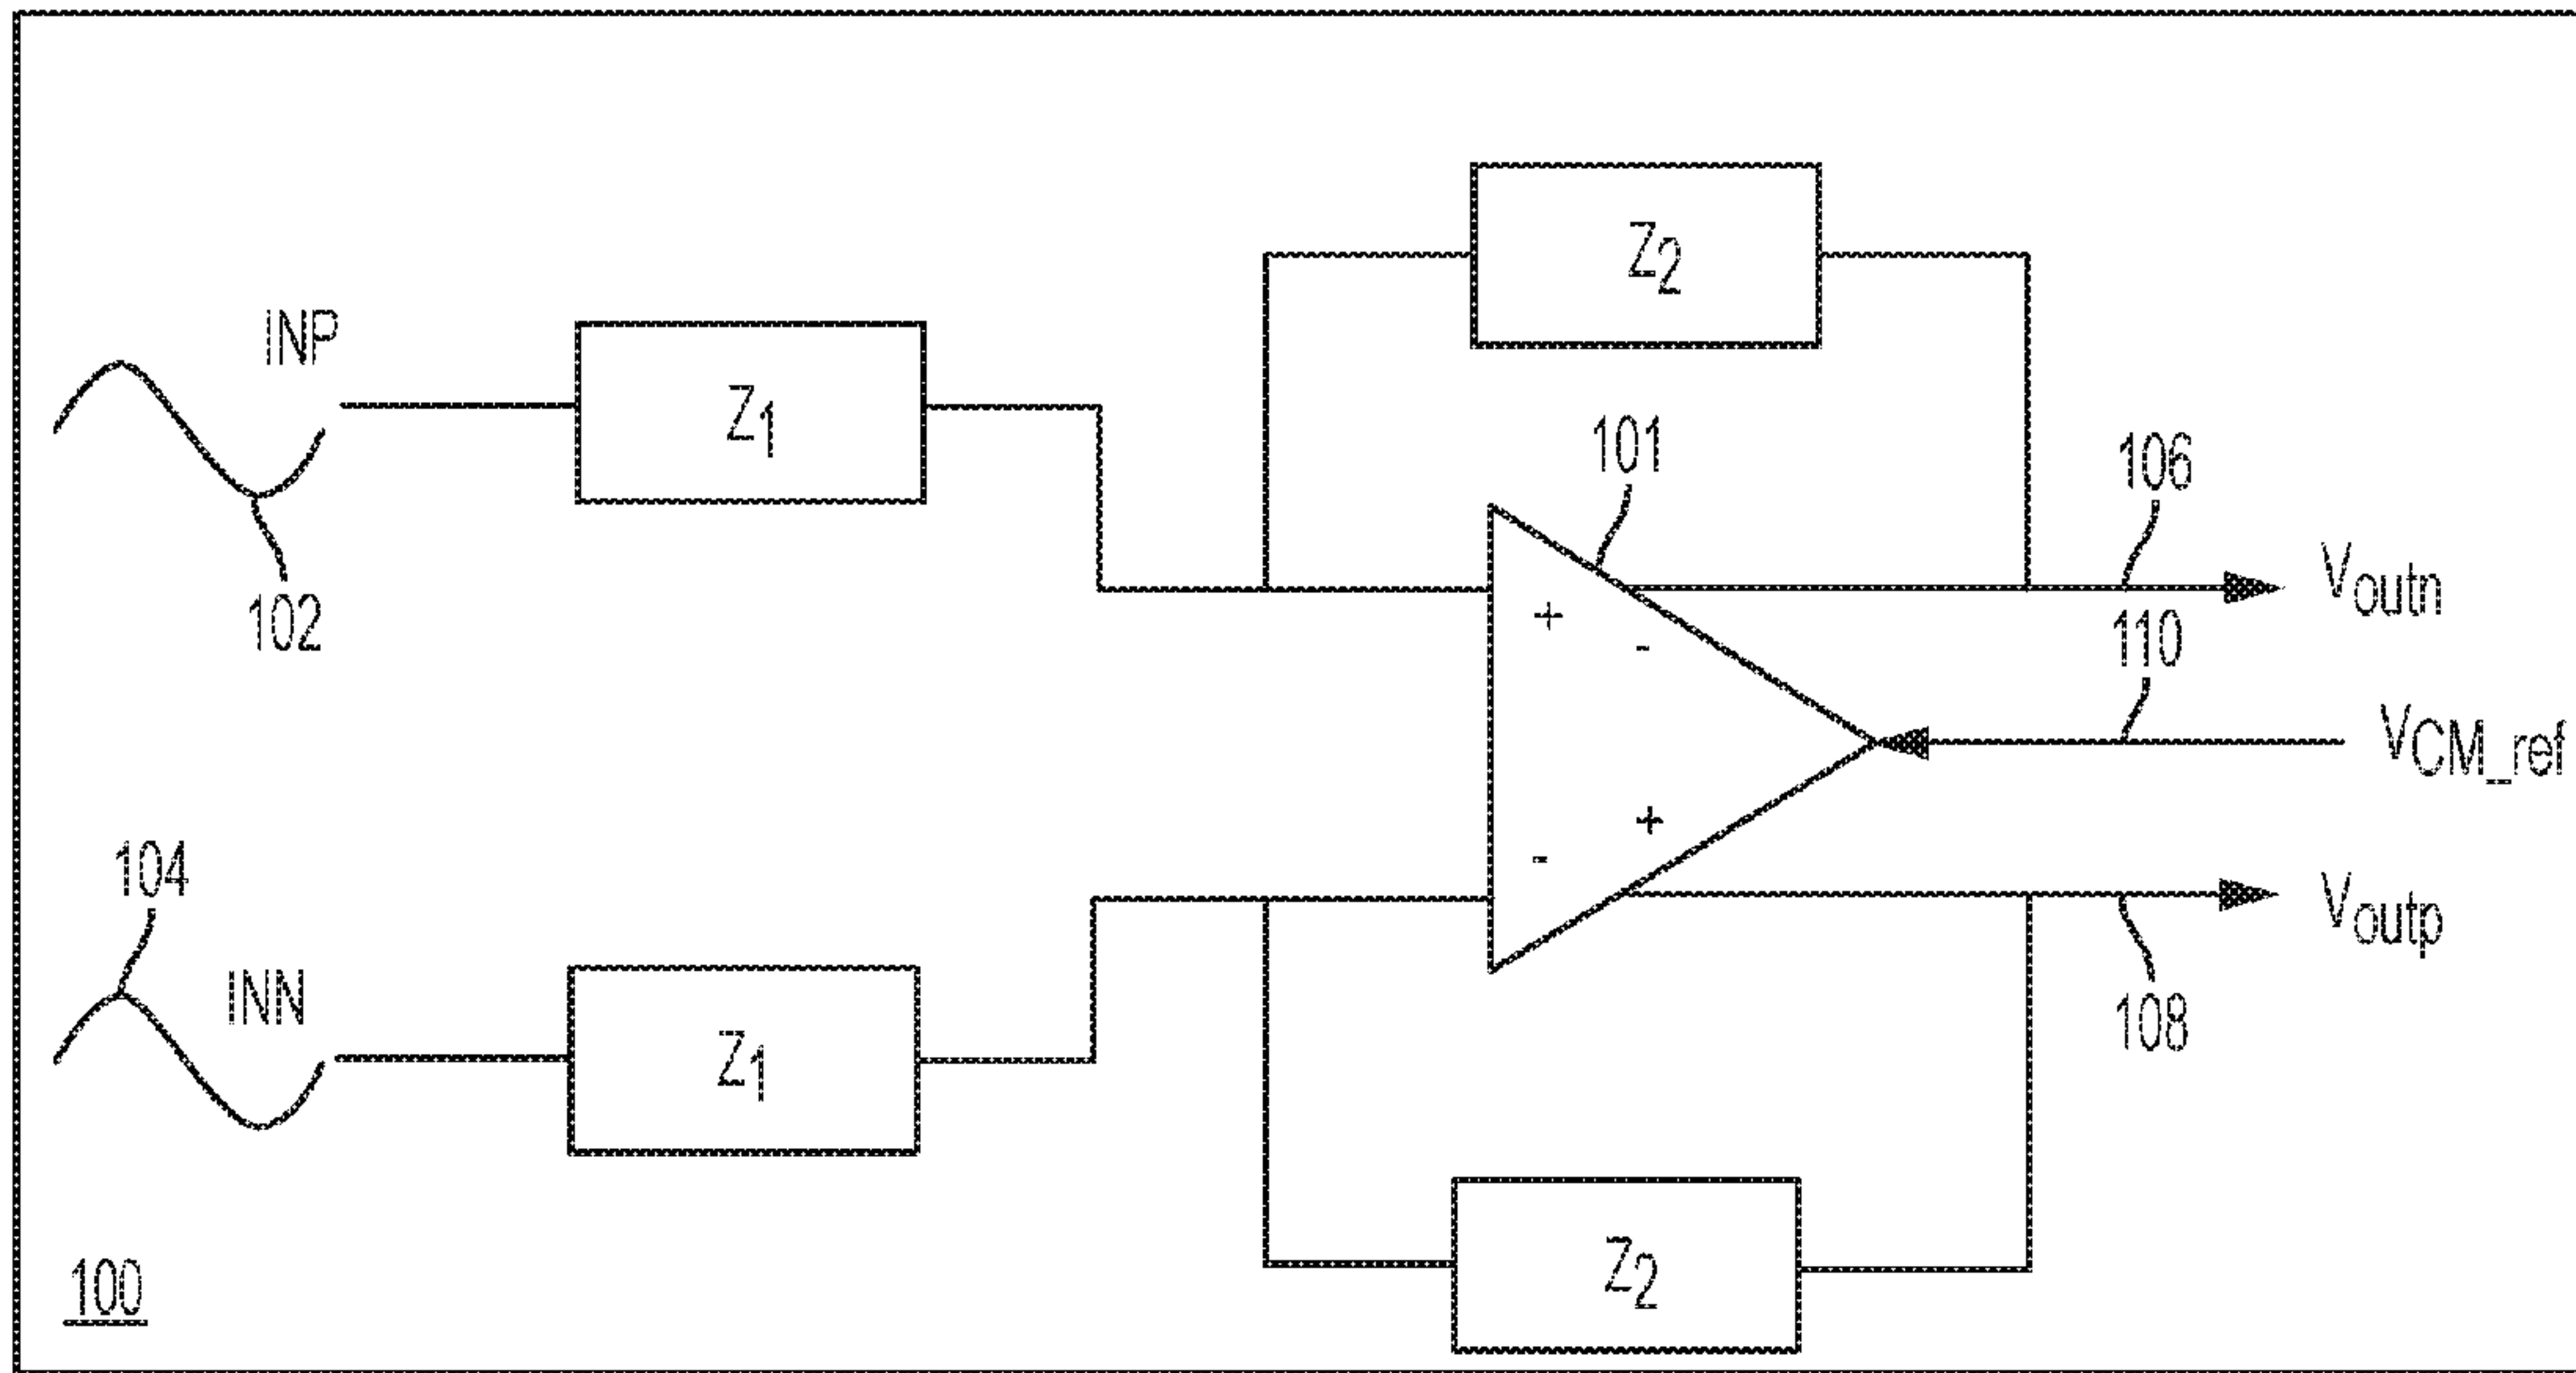 Z2
INP
Z1
101
106
102
+
-
Voutn
110
VCM_ref
+
-
104
INN
Voutp
Z1
108
100
Z2